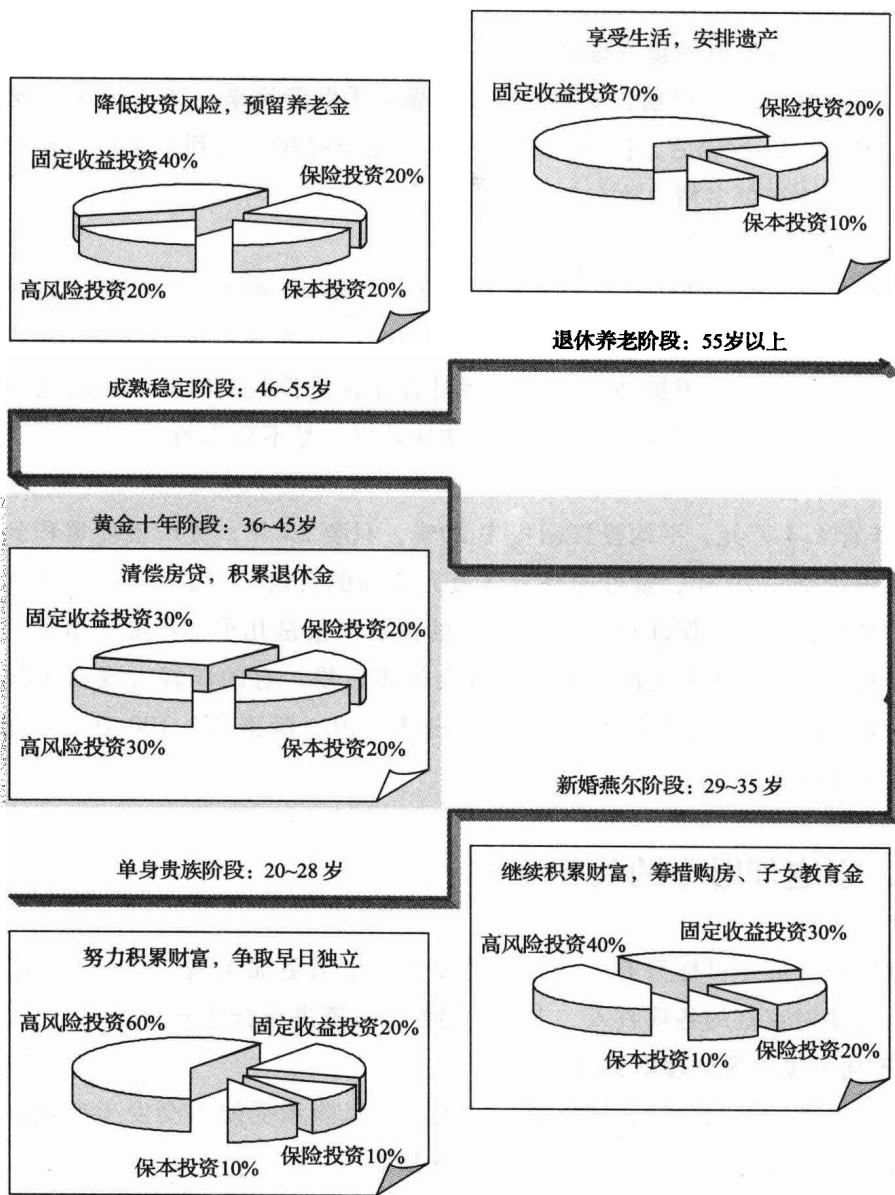 享受生活，安排遗产
固定收益投资70%
保险投资20%
保本投资10%
降低投资风险，预留养老金
固定收益投资40%
保险投资20%
高风险投资20%
保本投资20%
退休养老阶段：55岁以上
成熟稳定阶段：46~55岁
黄金十年阶段：36~45岁
清偿房贷，积累退休金
固定收益投资30%
保险投资20%
高风险投资30%
保本投资20%
新婚燕尔阶段：29~35 岁
单身贵族阶段：20~28 岁
继续积累财富，筹措购房、子女教育金
高风险投资40%
固定收益投资30%
保本投资10%
保险投资20%
努力积累财富，争取早日独立
高风险投资60%
固定收益投资20%
保本投资10%
保险投资10%